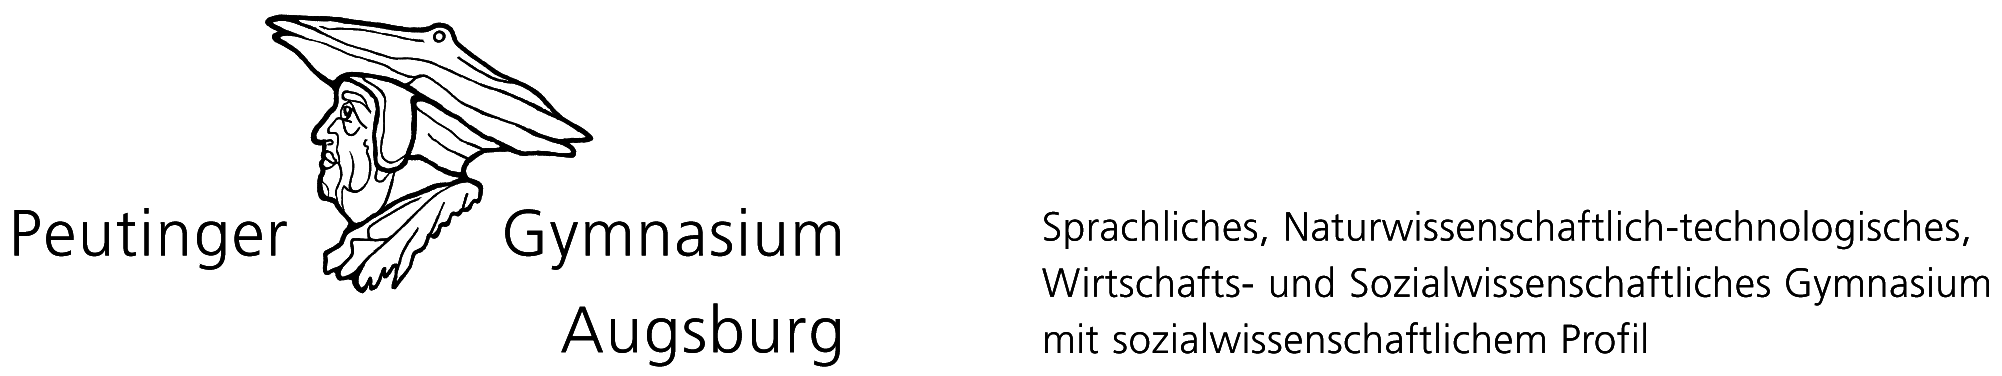 Peutinger Gymnasium
Augsburg
Sprachliches, Naturwissenschaftlich-technologisches,
Wirtschafts- und Sozialwissenschaftliches Gymnasium
mit sozialwissenschaftlichem Profil